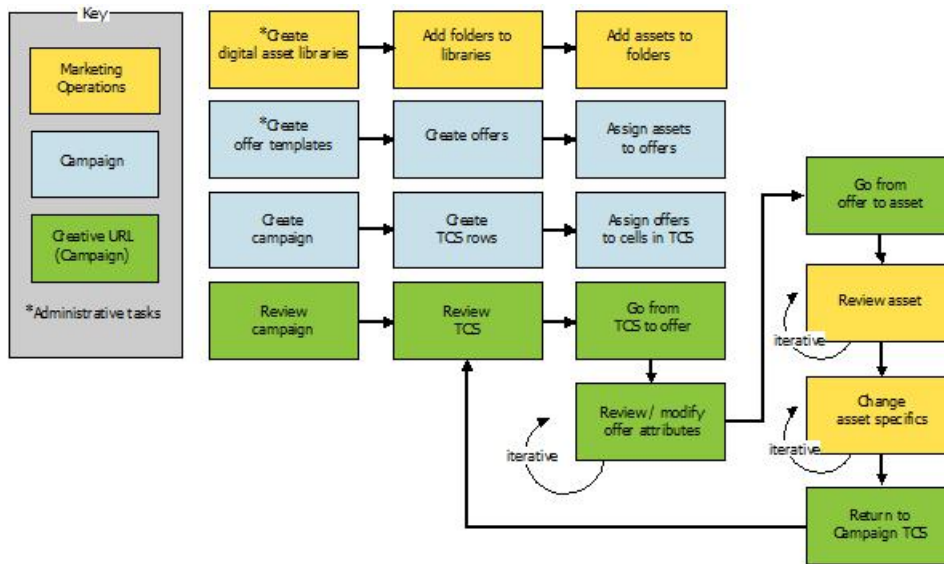 Key
Marketing
Operations
Campaign
Creative URL
(Campaign)
*Administrative tasks
*Create
digital asset libraries
Add folders to
libraries
Add assets to
folders
*Create
offer templates
Create offers
Assign assets
to offers
Create
campaign
Create
TCS rows
Assign offers
to cells in TCS
Review
campaign
Review
TCS
Go from
TCS to offer
Review / modify
offer attributes
iterative
Go from
offer to asset
Review asset
iterative
Change
asset specifics
iterative
Return to
Campaign TCS